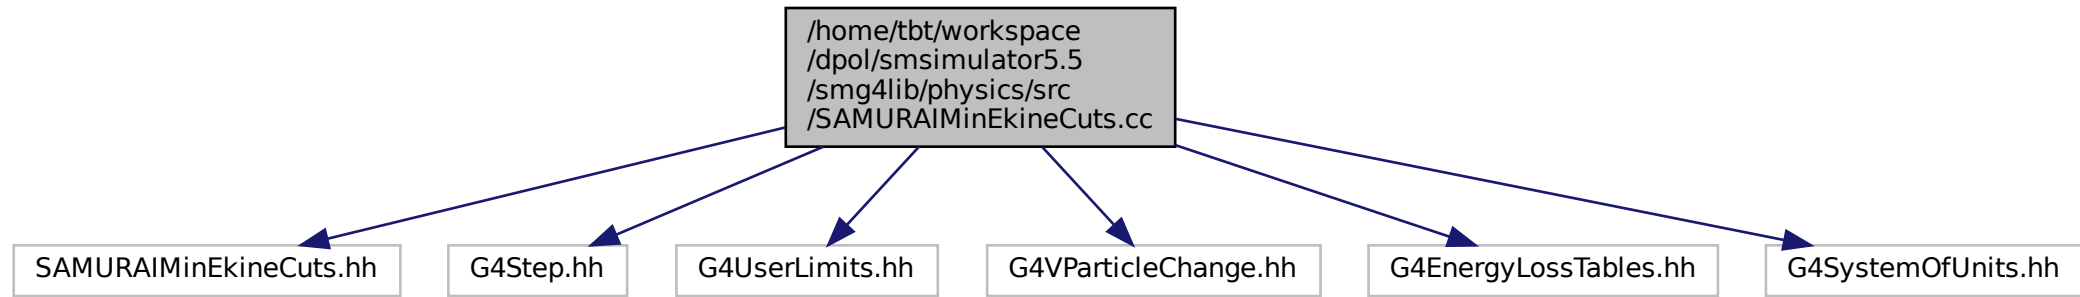 /home/tbt/workspace
/dpol/smsimulator5.5
/smg4lib/physics/src
/SAMURAIMinEkineCuts.cc
SAMURAIMinEkineCuts.hh
G4Step.hh
G4UserLimits.hh
G4VParticleChange.hh
G4EnergyLossTables.hh
G4SystemOfUnits.hh